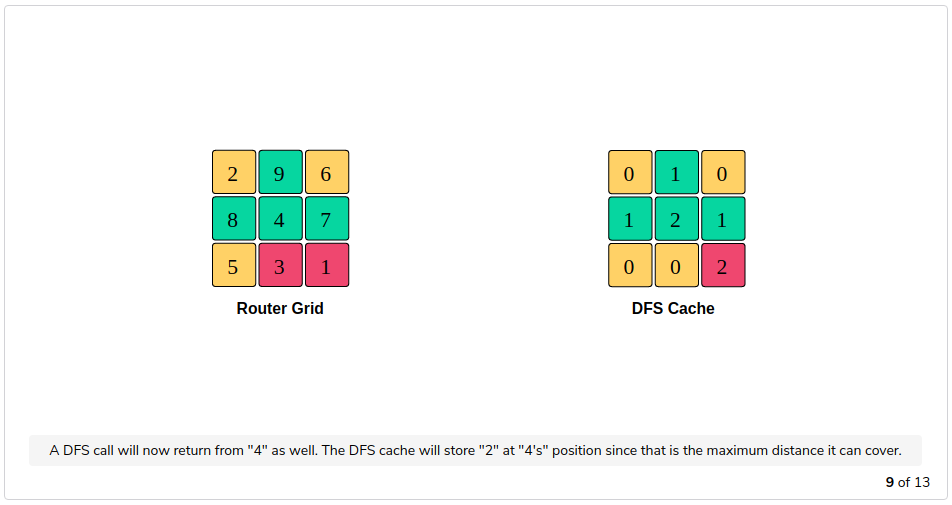 2 9 6 0 1 0
8 4 7 1 2 1
5 3 1 0 0 2
Router Grid DFS Cache
A DFS call will now return from "4" as well. The DFS cache will store "2" at "4's" position since that is the maximum distance it can cover.
9 of 13